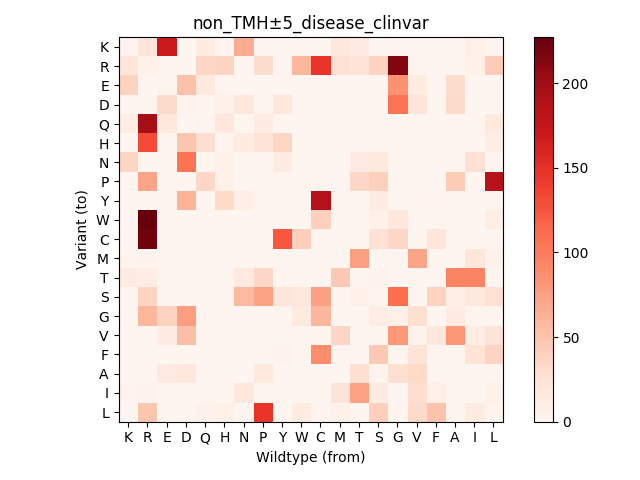 non_TMH±5_disease_clinvar
K
R
E
D
Q
H
N
P
Y
W
C
M
T
S
G
V
F
A
I
L
Variant (to)
K R E D Q H N P Y W C M T S G V F A I L
Wildtype (from)
200
150
100
50
0